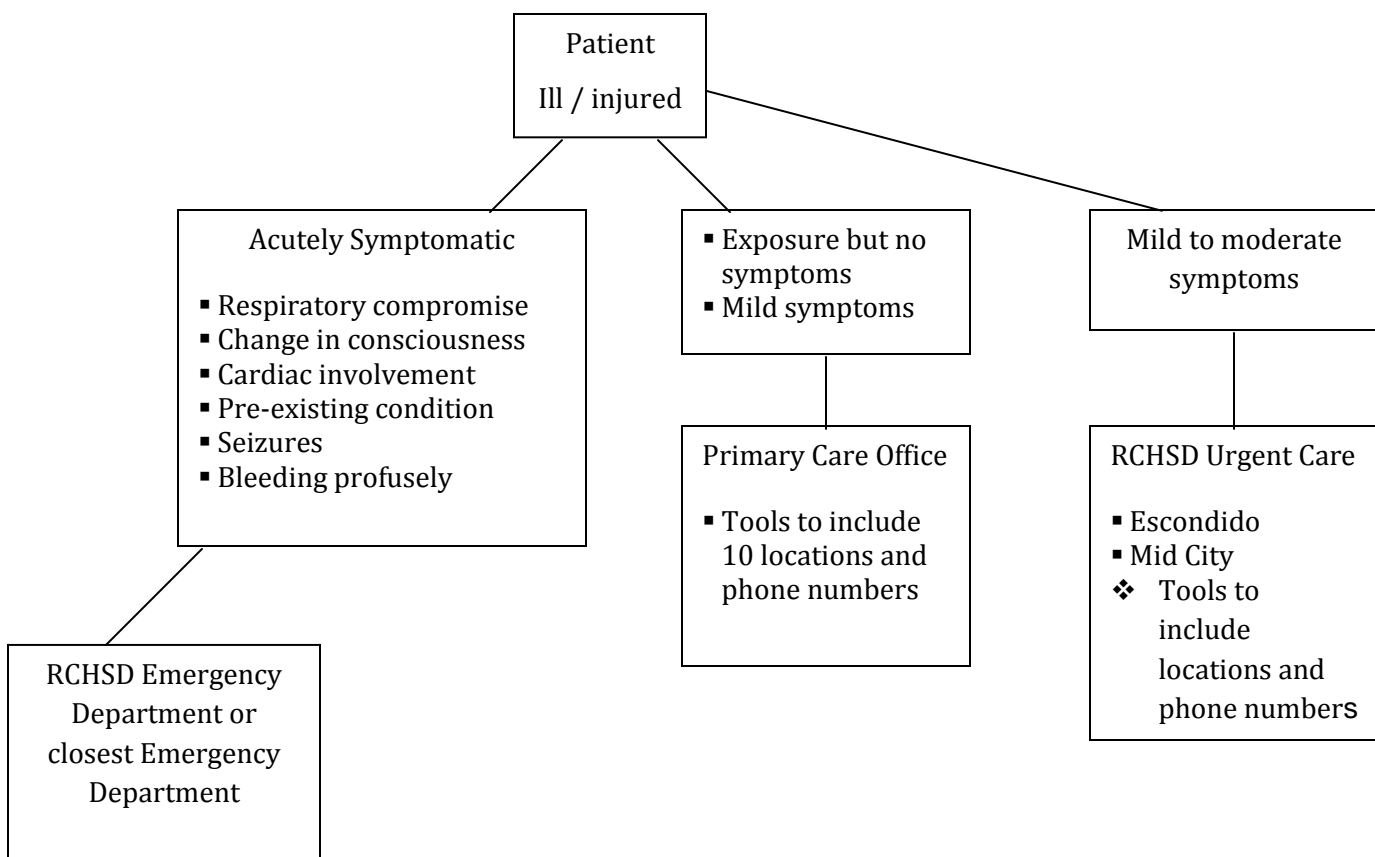 Patient
Ill / injured
Acutely Symptomatic
▪ Respiratory compromise
▪ Change in consciousness
▪ Cardiac involvement
▪ Pre-existing condition
▪ Seizures
▪ Bleeding profusely
▪ Exposure but no
symptoms
▪ Mild symptoms
Mild to moderate
symptoms
RCHSD Emergency
Department or
closest Emergency
Department
Primary Care Office
▪ Tools to include
10 locations and
phone numbers
RCHSD Urgent Care
▪ Escondido
▪ Mid City
❖ Tools to
include
locations and
phone numbers